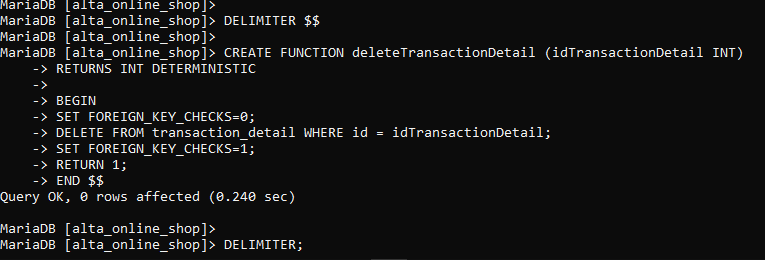 MariaDB [alta_online_shop]>
MariaDB [alta_online_shop]> DELIMITER $$
MariaDB [alta_online_shop]>
MariaDB [alta_online_shop]> CREATE FUNCTION deleteTransactionDetail (idTransactionDetail INT)
    -> RETURNS INT DETERMINISTIC
    ->
    -> BEGIN
    -> SET FOREIGN_KEY_CHECKS=0;
    -> DELETE FROM transaction_detail WHERE id = idTransactionDetail;
    -> SET FOREIGN_KEY_CHECKS=1;
    -> RETURN 1;
    -> END $$
Query OK, 0 rows affected (0.240 sec)

MariaDB [alta_online_shop]>
MariaDB [alta_online_shop]> DELIMITER;